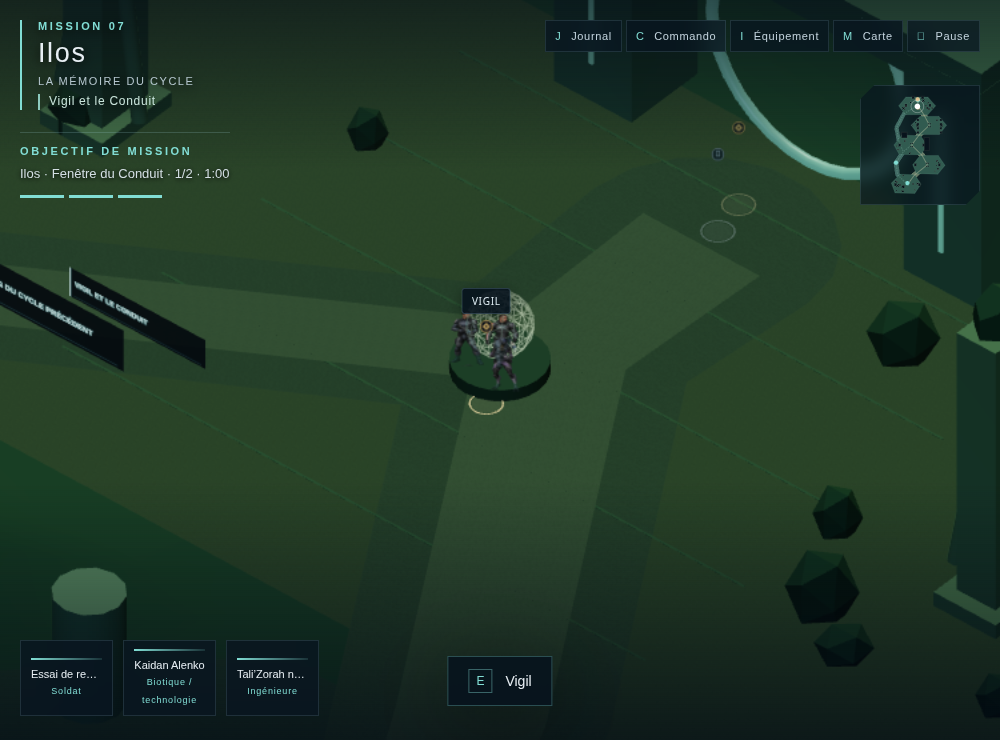 MISSION 07
Ilos
LA MÉMOIRE DU CYCLE
Vigil et le Conduit
OBJECTIF DE MISSION
Ilos · Fenêtre du Conduit · 1/2 · 1:00
J Journal
C Commando
I Équipement
M Carte
Pause
DU CYCLE PRÉCÉDENT
VIGIL ET LE CONDUIT
VIGIL
Essai de re…
Soldat
Kaidan Alenko
Biotique /
technologie
Tali'Zorah n…
Ingénieure
E Vigil